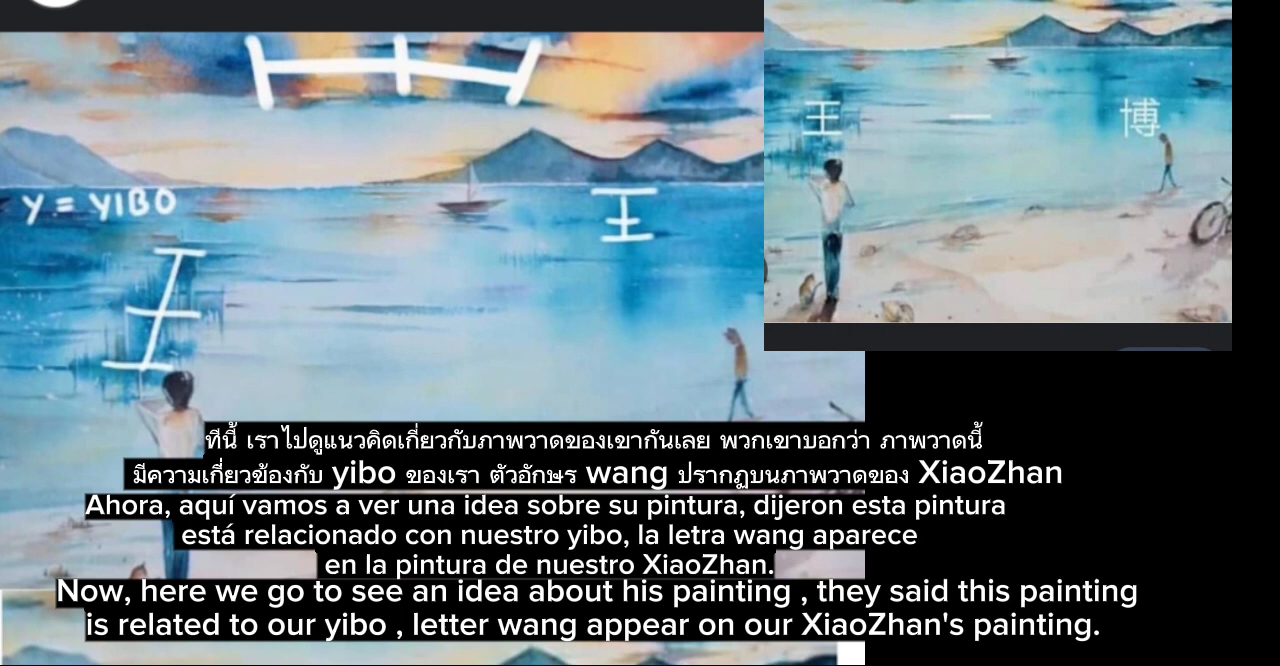 王 一 博
Y = YIBO
王
王
ทีนี้ เราไปดูแนวคิดเกี่ยวกับภาพวาดของเขากันเลย พวกเขาบอกว่า ภาพวาดนี้
มีความเกี่ยวข้องกับ yibo ของเรา ตัวอักษร wang ปรากฏบนภาพวาดของ XiaoZhan
Ahora, aquí vamos a ver una idea sobre su pintura, dijeron esta pintura
está relacionado con nuestro yibo, la letra wang aparece
en la pintura de nuestro XiaoZhan.
Now, here we go to see an idea about his painting , they said this painting
is related to our yibo , letter wang appear on our XiaoZhan's painting.